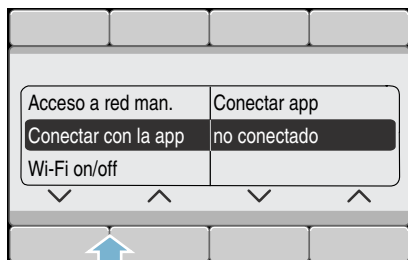 Acceso a red man.
Conectar app
Conectar con la app
no conectado
Wi-Fi on/off